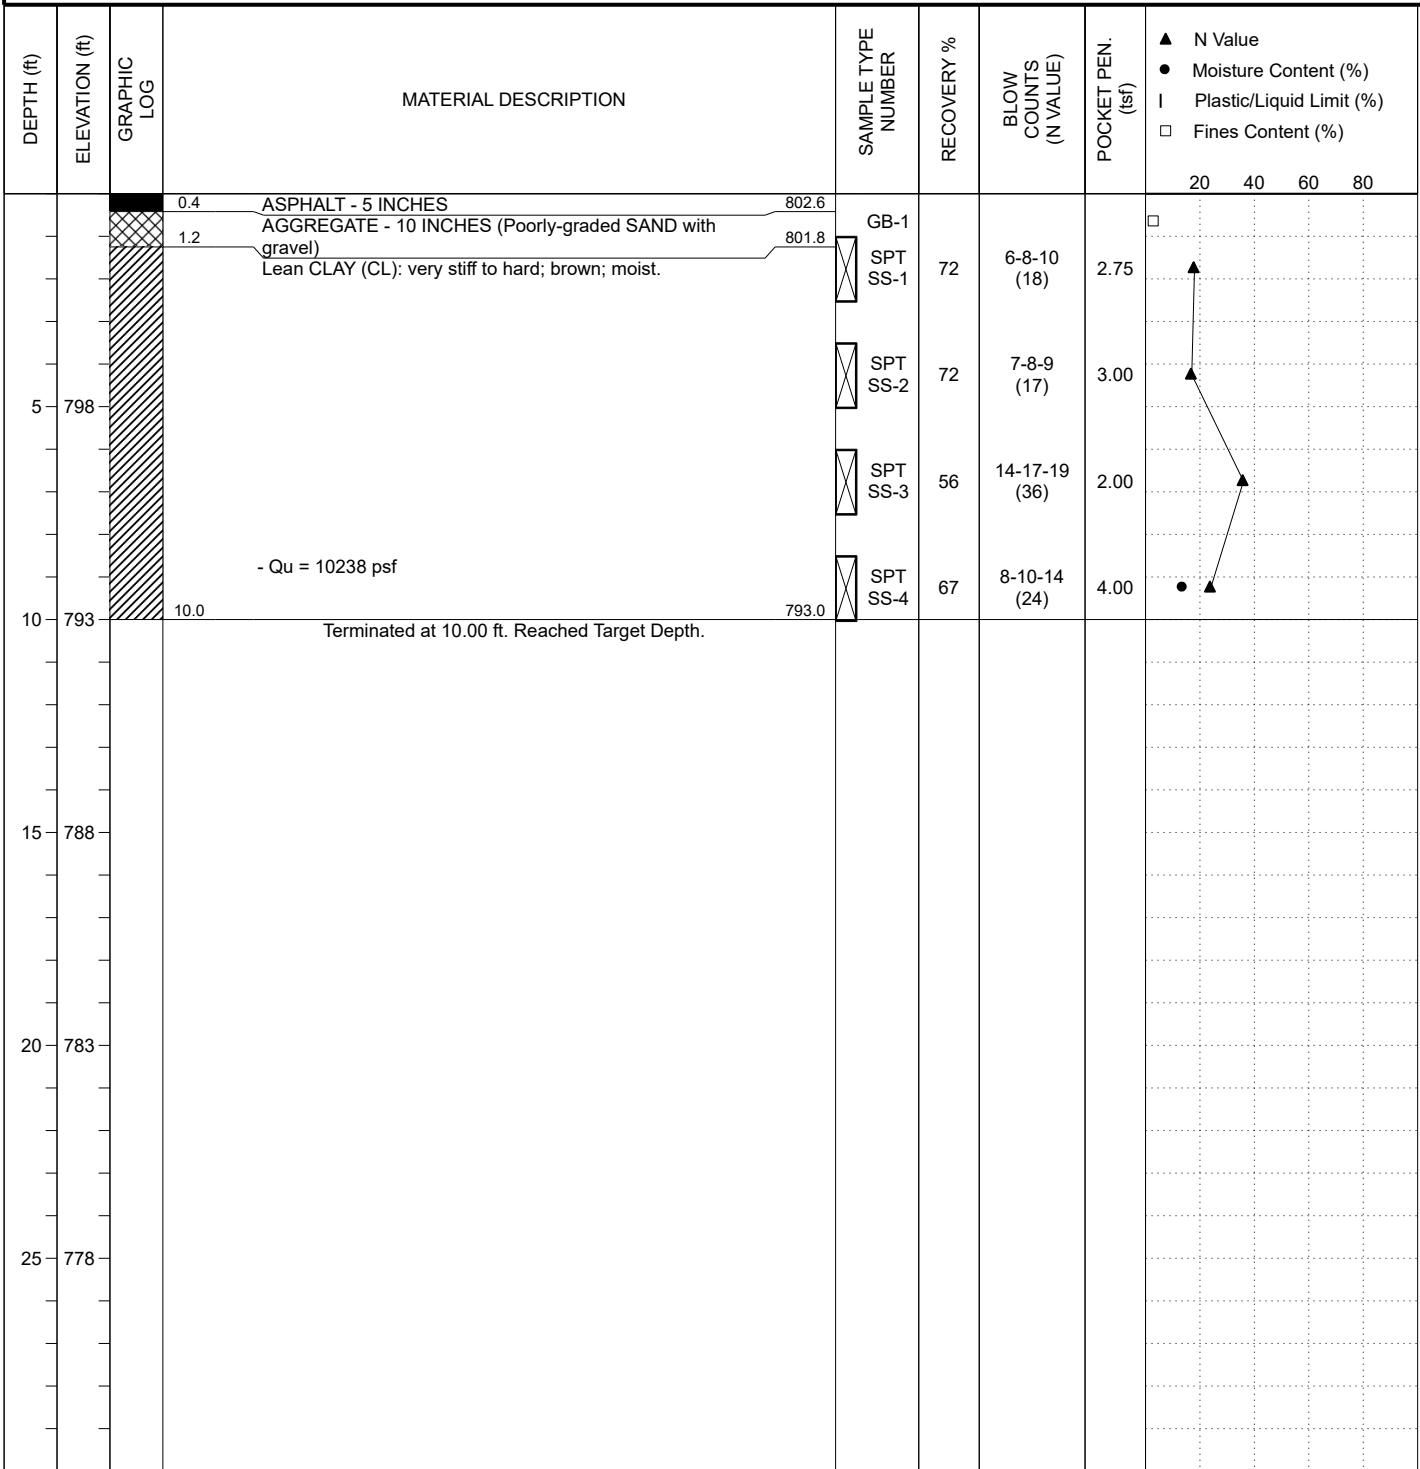 DEPTH (ft)
ELEVATION (ft)
GRAPHIC
LOG
MATERIAL DESCRIPTION
SAMPLE TYPE
NUMBER
RECOVERY %
BLOW
COUNTS
(N VALUE)
POCKET PEN.
(tsf)
N Value
Moisture Content (%)
Plastic/Liquid Limit (%)
Fines Content (%)
20 40 60 80
0.4 ASPHALT - 5 INCHES 802.6
AGGREGATE - 10 INCHES (Poorly-graded SAND with
gravel)
1.2 801.8
Lean CLAY (CL): very stiff to hard; brown; moist.
GB-1
SPT
SS-1
72
6-8-10
(18)
2.75
SPT
SS-2
72
7-8-9
(17)
3.00
5 798
SPT
SS-3
56
14-17-19
(36)
2.00
- Qu = 10238 psf
SPT
SS-4
67
8-10-14
(24)
4.00
10.0 793.0
10 793
Terminated at 10.00 ft. Reached Target Depth.
15 788
20 783
25 778